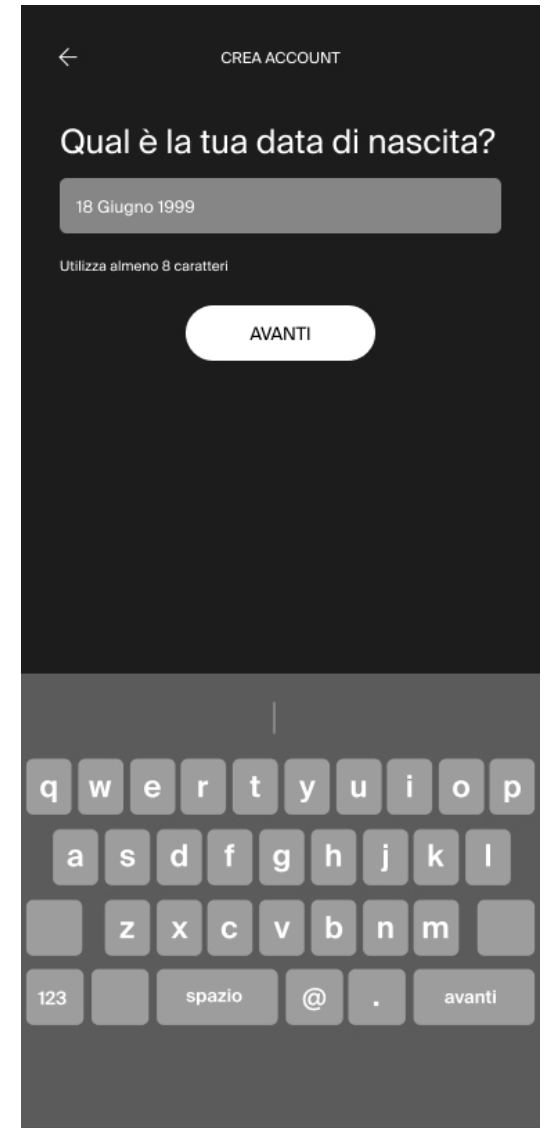 CREA ACCOUNT
Qual è la tua data di nascita?
18 Giugno 1999
Utilizza almeno 8 caratteri
AVANTI
q w e r t y u i o p
a s d f g h j k l
z x c v b n m
123 spazio @ . avanti